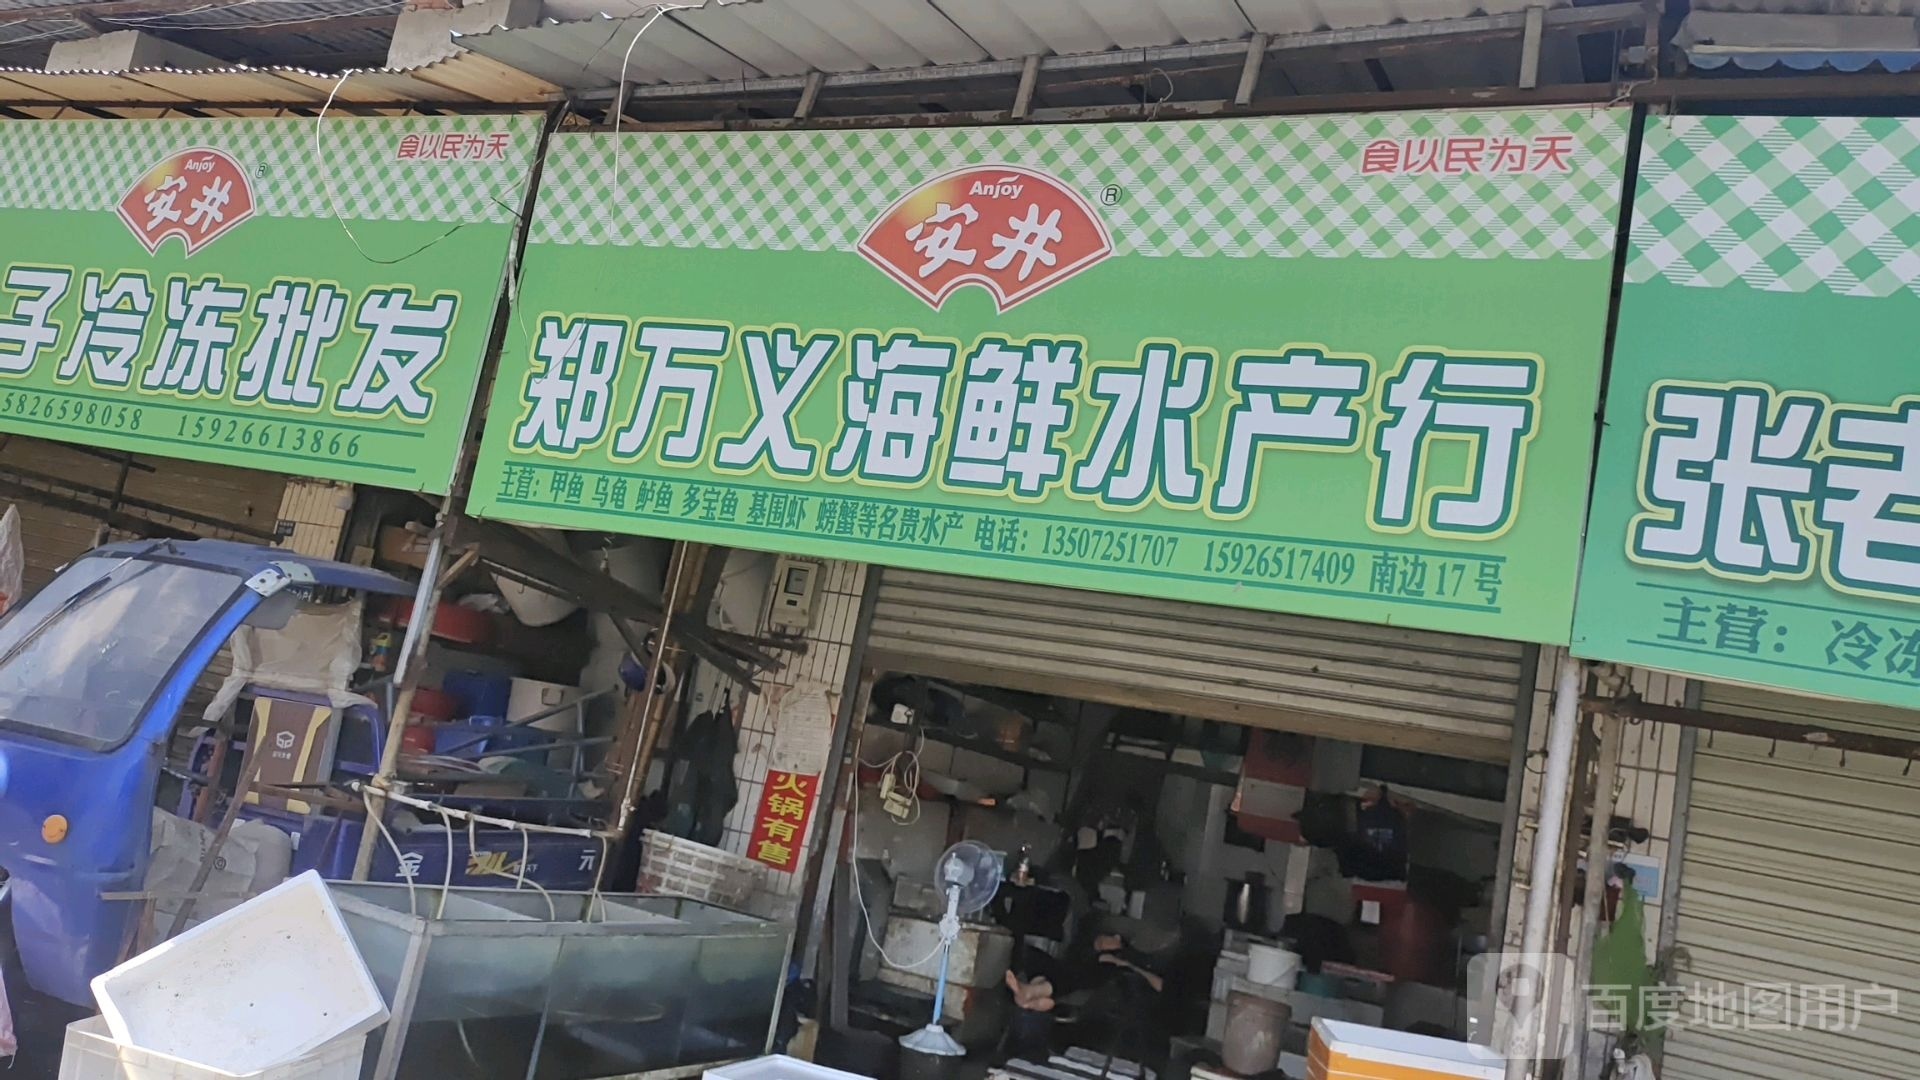 食以民为天
Anjoy
安井
®
子冷冻批发
5826598058 15926613866
食以民为天
Anjoy
安井
®
郑万义海鲜水产行
主营：甲鱼 乌龟 鲈鱼 多宝鱼 基围虾 螃蟹等名贵水产 电话：13507251707 15926517409 南边17号
张老
主营：冷冻
火锅有售
金
百度地图用户